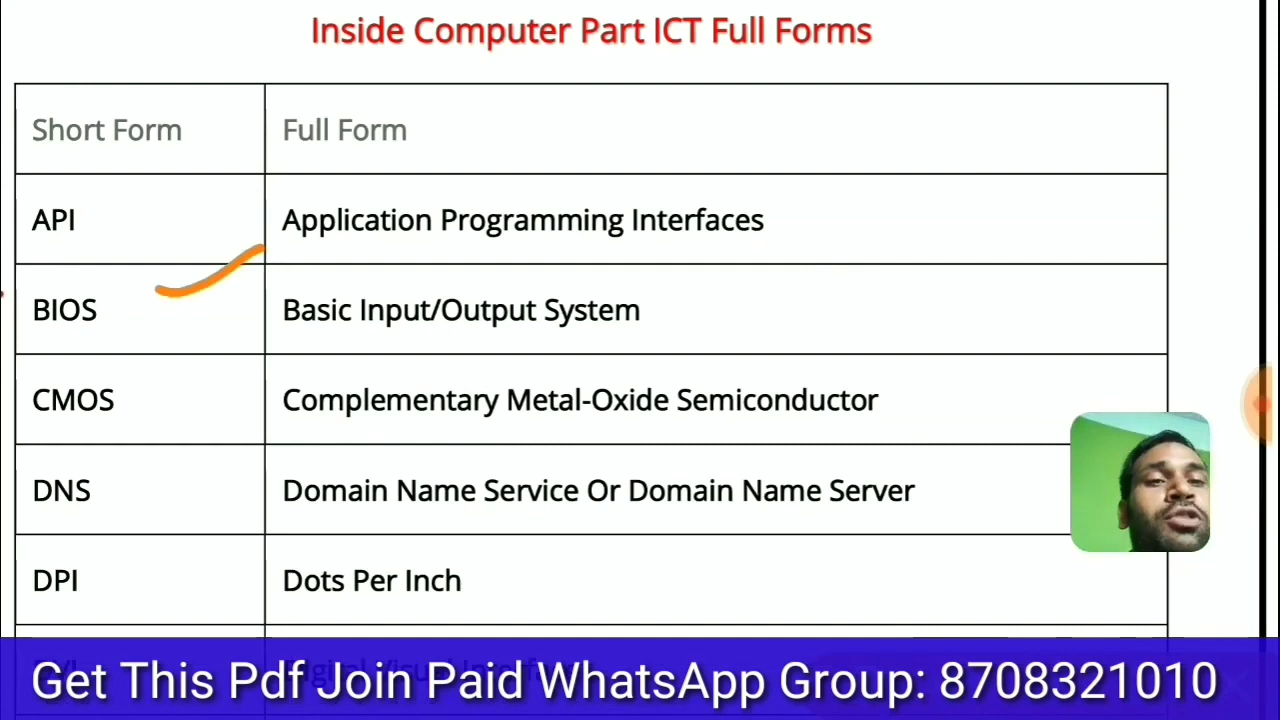 Inside Computer Part ICT Full Forms
Short Form Full Form
API Application Programming Interfaces
BIOS Basic Input/Output System
CMOS Complementary Metal-Oxide Semiconductor
DNS Domain Name Service Or Domain Name Server
DPI Dots Per Inch
Get This Pdf Join Paid WhatsApp Group: 8708321010